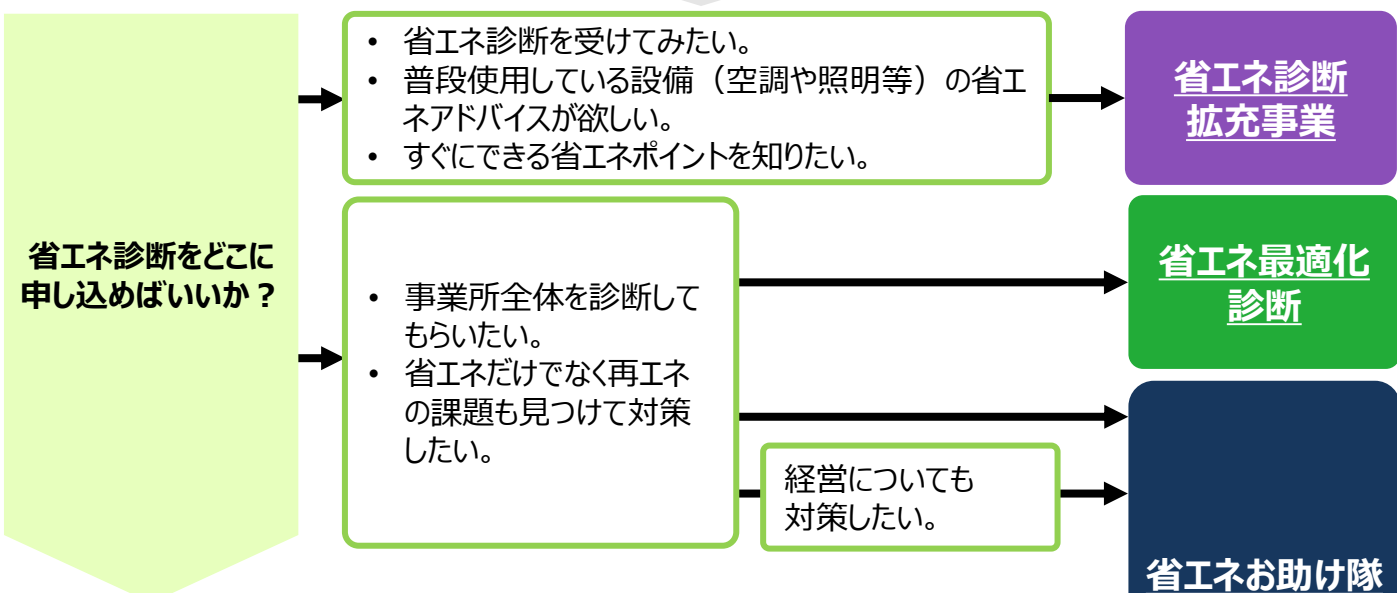 省エネ診断をどこに
申し込めばいいか？
• 省エネ診断を受けてみたい。
• 普段使用している設備（空調や照明等）の省エ
ネアドバイスが欲しい。
• すぐにできる省エネポイントを知りたい。
省エネ診断
拡充事業
• 事業所全体を診断して
もらいたい。
• 省エネだけでなく再エネ
の課題も見つけて対策
したい。
省エネ最適化
診断
経営についても
対策したい。
省エネお助け隊